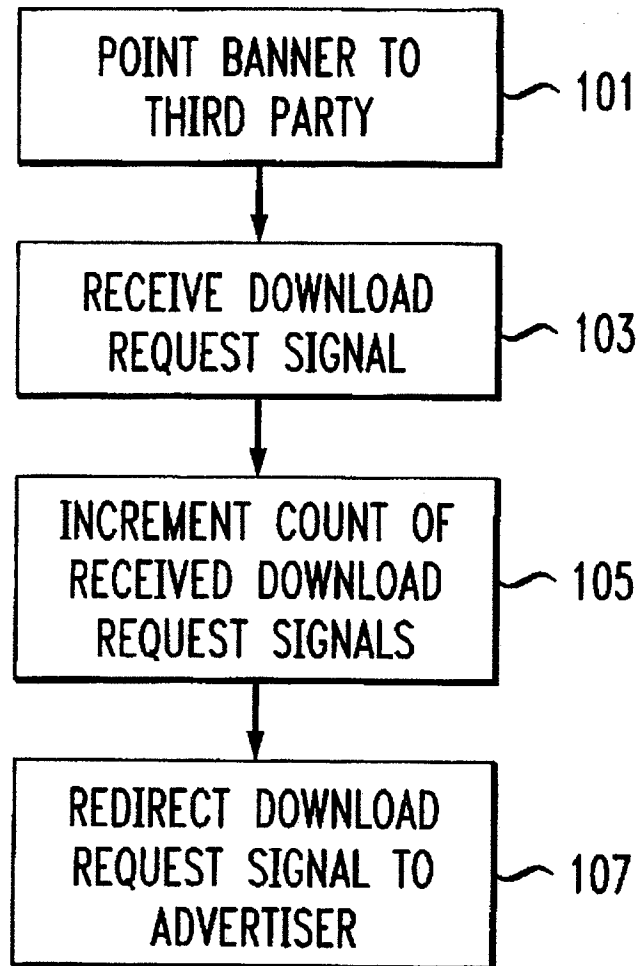 POINT BANNER TO
THIRD PARTY
101
RECEIVE DOWNLOAD
REQUEST SIGNAL
103
INCREMENT COUNT OF
RECEIVED DOWNLOAD
REQUEST SIGNALS
105
REDIRECT DOWNLOAD
REQUEST SIGNAL TO
ADVERTISER
107